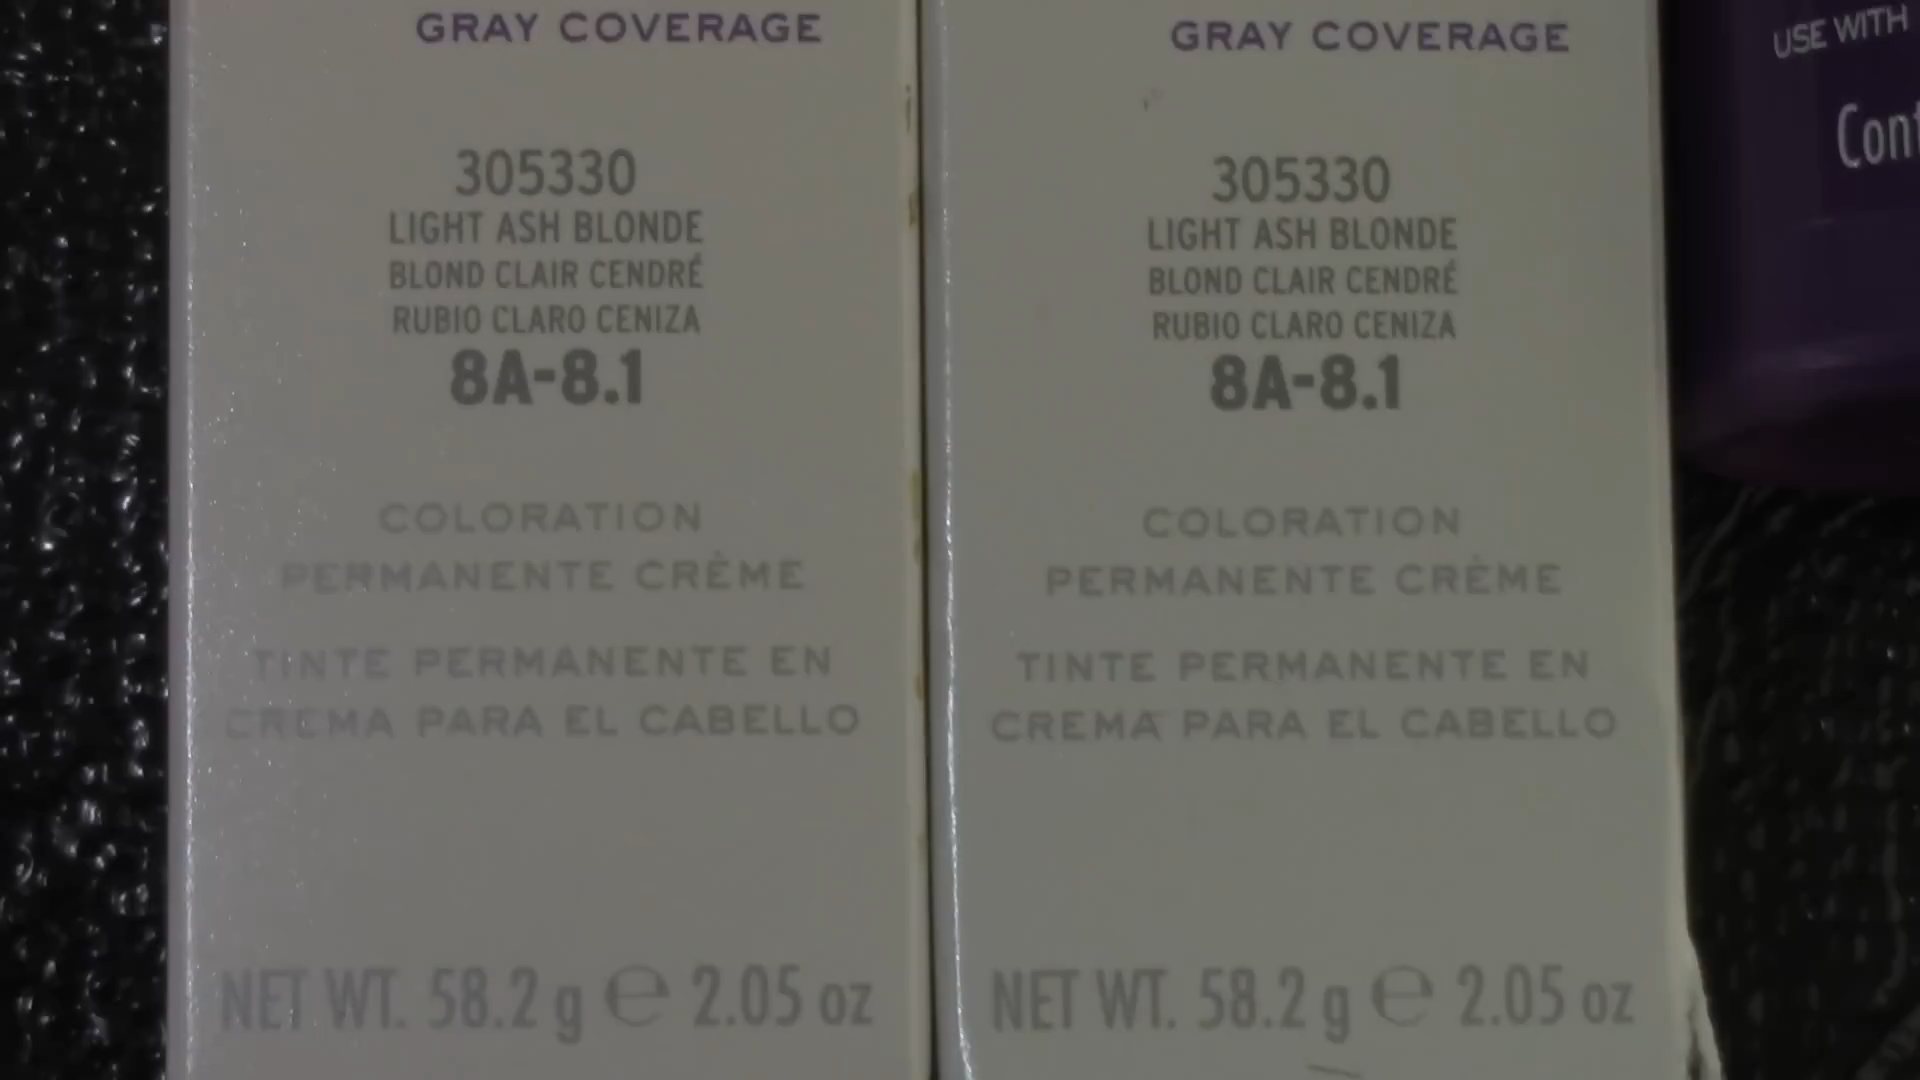 GRAY COVERAGE
305330
LIGHT ASH BLONDE
BLOND CLAIR CENDRÉ
RUBIO CLARO CENIZA
8A-8.1
COLORATION
PERMANENTE CRÈME
TINTE PERMANENTE EN
CREMA PARA EL CABELLO
NET WT. 58.2 g e 2.05 oz
GRAY COVERAGE
305330
LIGHT ASH BLONDE
BLOND CLAIR CENDRÉ
RUBIO CLARO CENIZA
8A-8.1
COLORATION
PERMANENTE CRÈME
TINTE PERMANENTE EN
CREMA PARA EL CABELLO
NET WT. 58.2 g e 2.05 oz
USE WITH